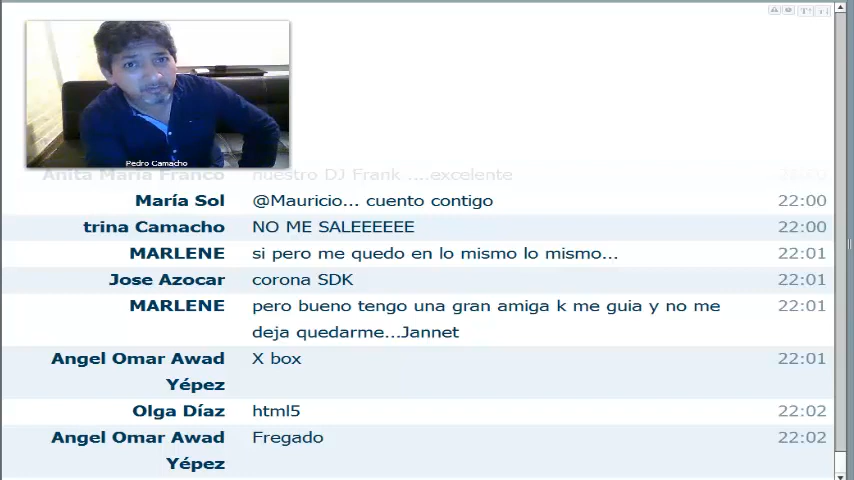 Pedro Camacho
Anita Maria Franco nuestro DJ Frank ....excelente
María Sol @Mauricio... cuento contigo 22:00
trina Camacho NO ME SALEEEEEE 22:00
MARLENE si pero me quedo en lo mismo lo mismo... 22:01
Jose Azocar corona SDK 22:01
MARLENE pero bueno tengo una gran amiga k me guia y no me 22:01
deja quedarme...Jannet
Angel Omar Awad X box 22:01
Yépez
Olga Díaz html5 22:02
Angel Omar Awad Fregado 22:02
Yépez